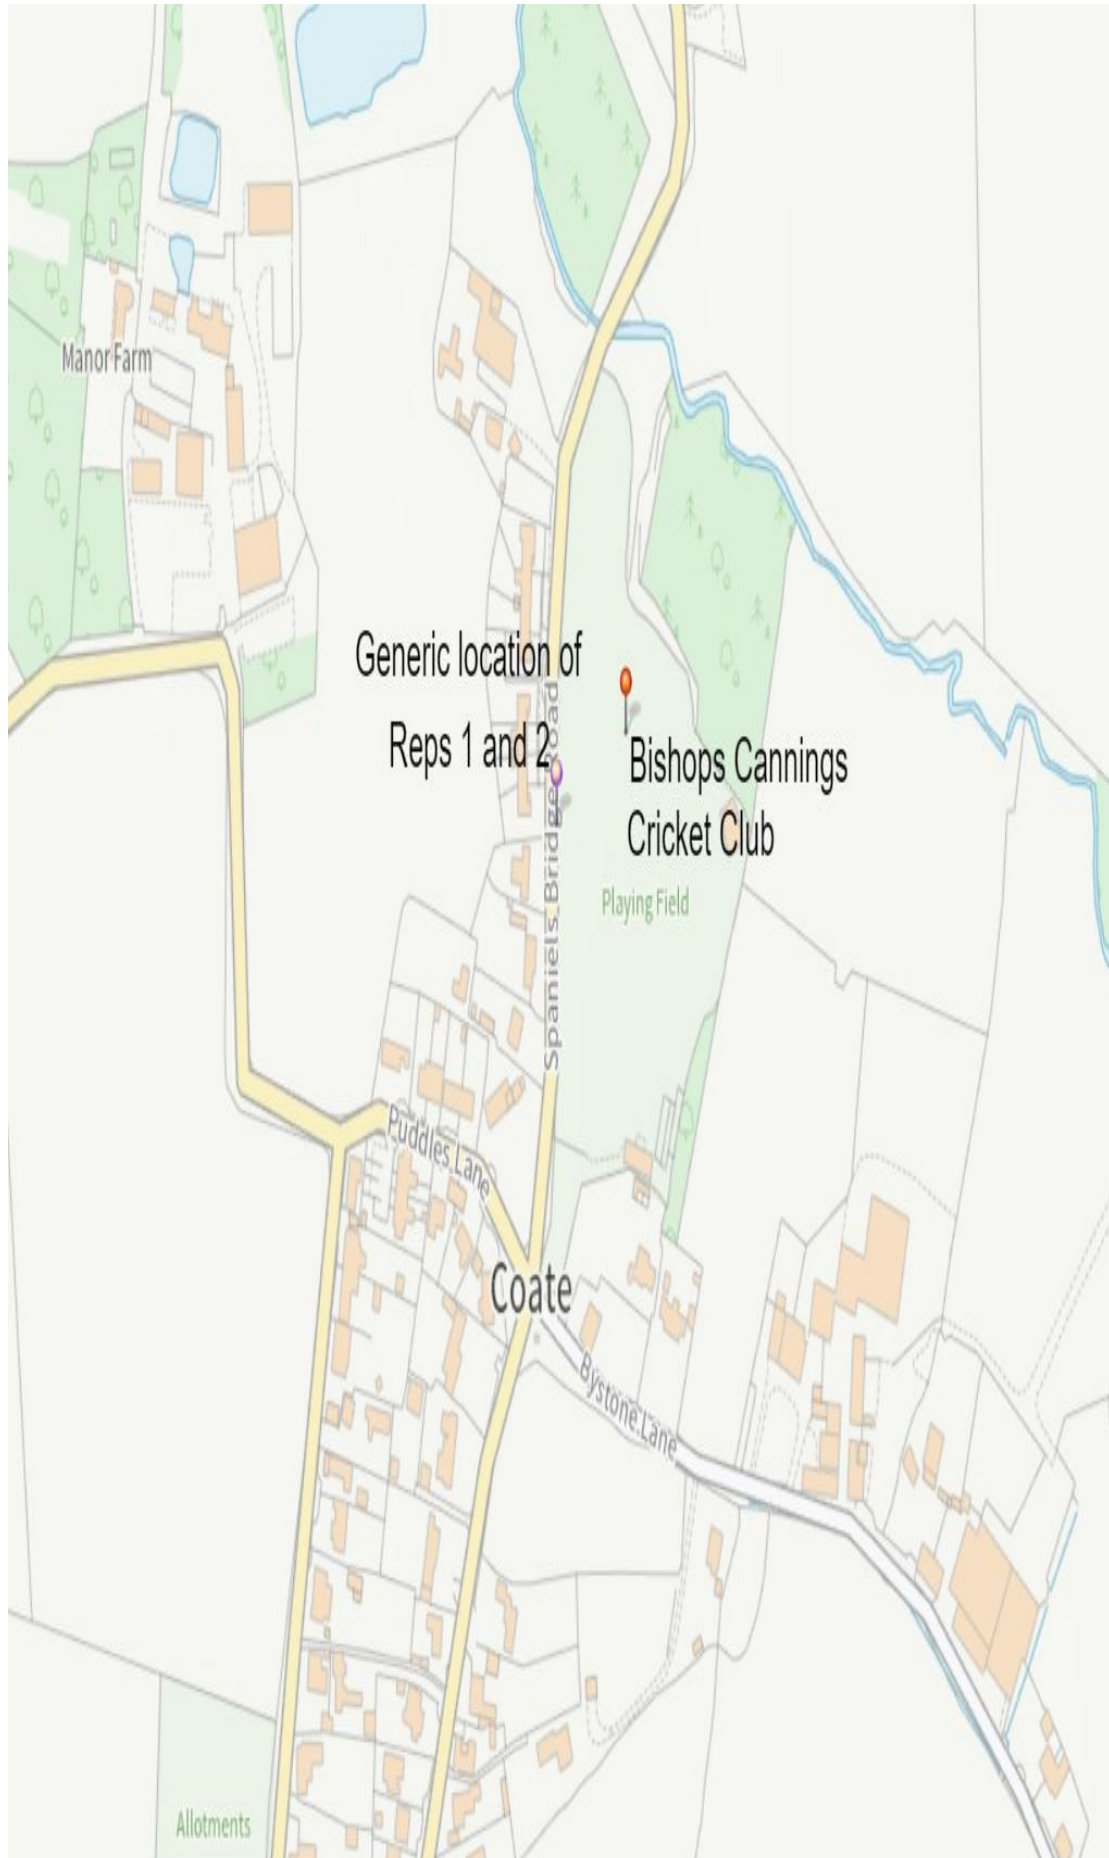 Manor Farm
Generic location of
Reps 1 and 2
Spaniels Bridge Road
Bishops Cannings
Cricket Club
Playing Field
Puddles Lane
Coate
Bystone Lane
Allotments